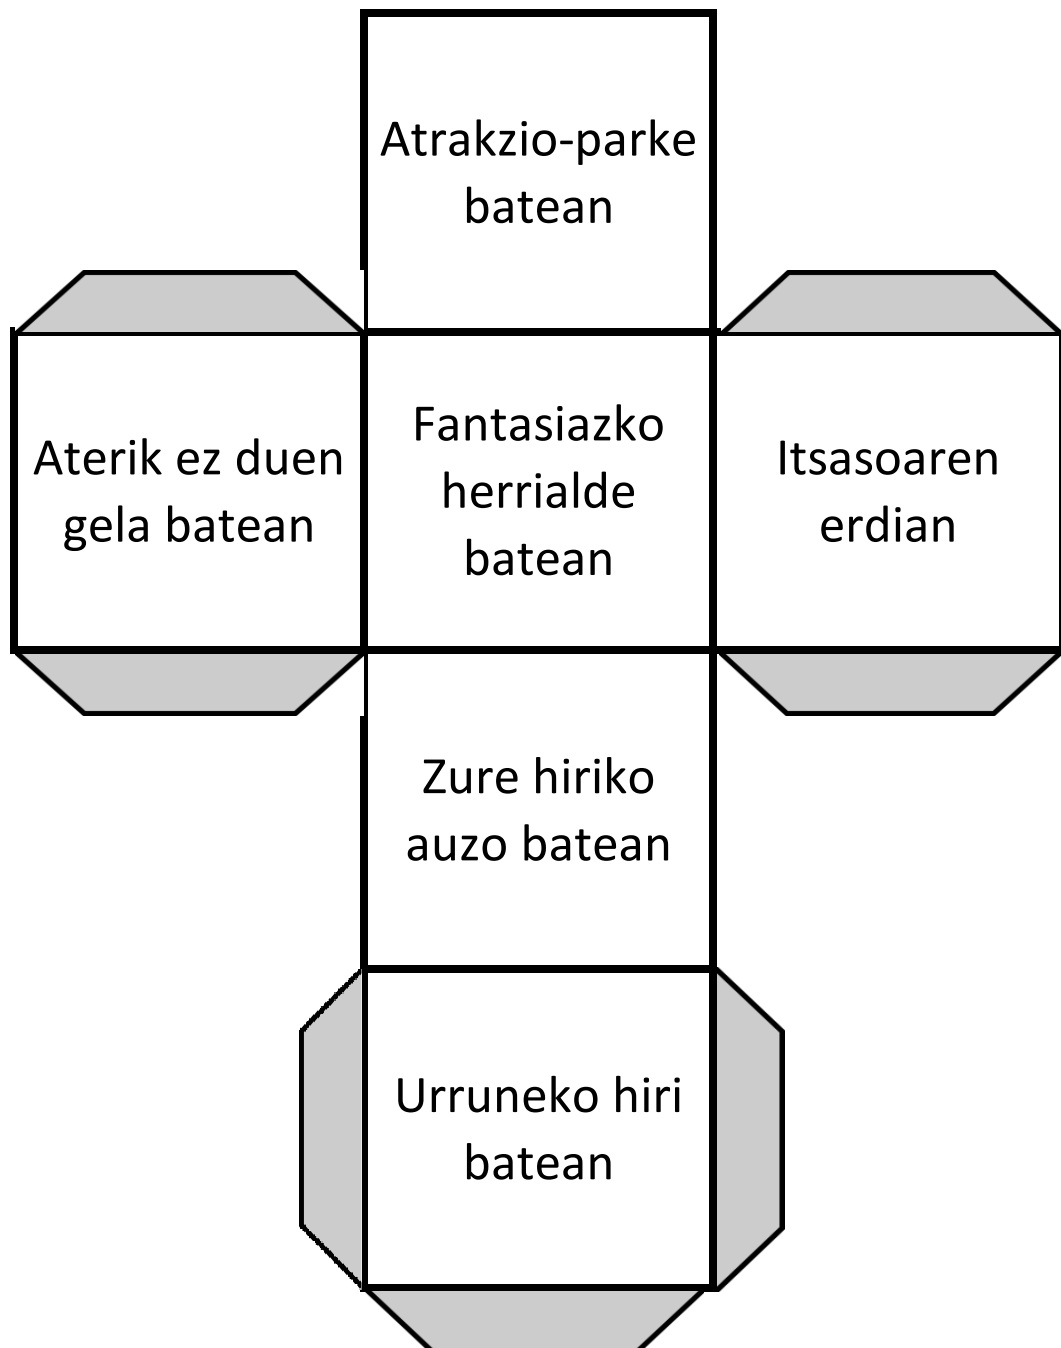 Atrakzio-parke
batean
Aterik ez duen
gela batean
Fantasiazko
herrialde
batean
Itsasoaren
erdian
Zure hiriko
auzo batean
Urruneko hiri
batean